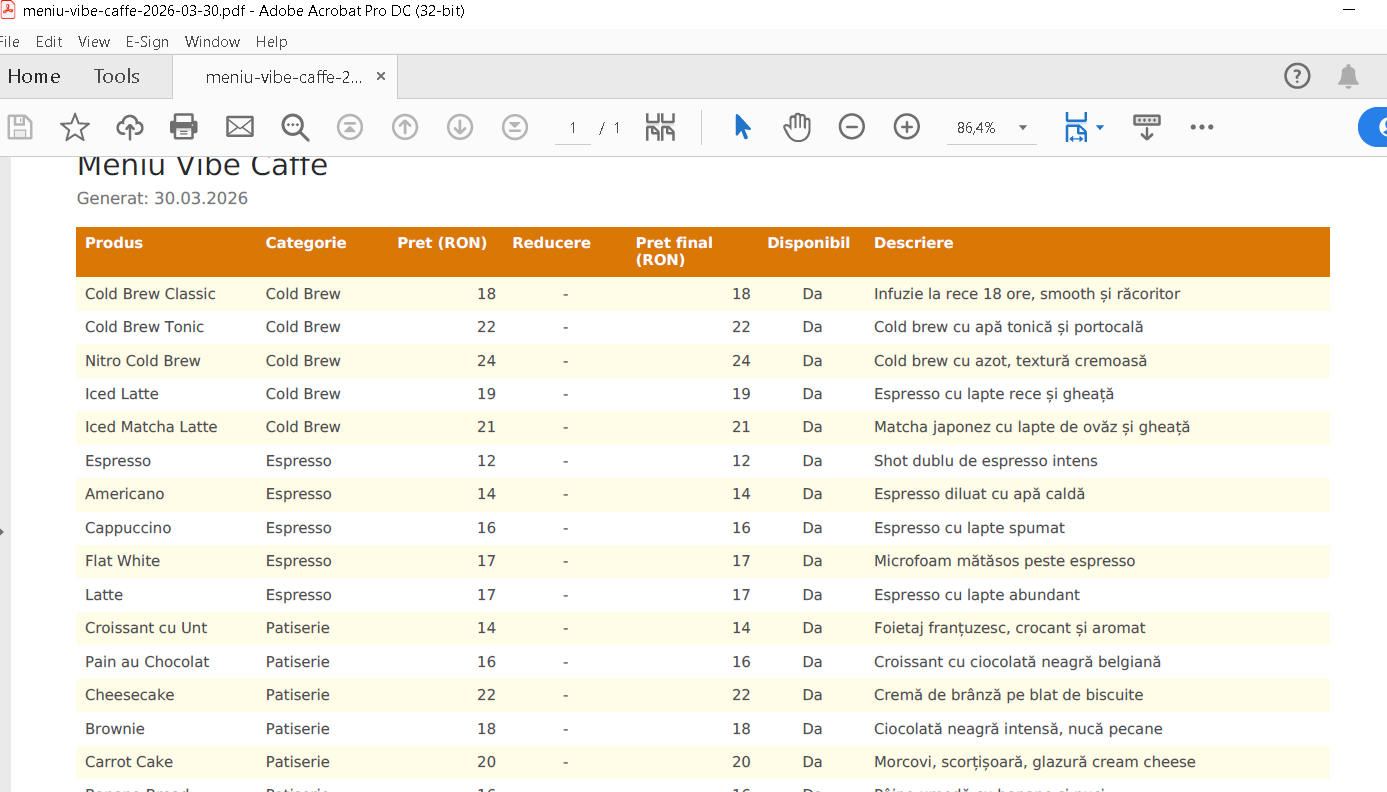 meniu-vibe-caffe-2026-03-30.pdf - Adobe Acrobat Pro DC (32-bit)
File Edit View E-Sign Window Help
Home Tools meniu-vibe-caffe-2... ×
1 / 1 86,4%
Meniu Vibe Caffe
Generat: 30.03.2026
Produs Categorie Pret (RON) Reducere Pret final (RON) Disponibil Descriere
Cold Brew Classic Cold Brew 18 - 18 Da Infuzie la rece 18 ore, smooth și răcoritor
Cold Brew Tonic Cold Brew 22 - 22 Da Cold brew cu apă tonică și portocală
Nitro Cold Brew Cold Brew 24 - 24 Da Cold brew cu azot, textură cremoasă
Iced Latte Cold Brew 19 - 19 Da Espresso cu lapte rece și gheață
Iced Matcha Latte Cold Brew 21 - 21 Da Matcha japonez cu lapte de ovăz și gheață
Espresso Espresso 12 - 12 Da Shot dublu de espresso intens
Americano Espresso 14 - 14 Da Espresso diluat cu apă caldă
Cappuccino Espresso 16 - 16 Da Espresso cu lapte spumat
Flat White Espresso 17 - 17 Da Microfoam mătăsos peste espresso
Latte Espresso 17 - 17 Da Espresso cu lapte abundant
Croissant cu Unt Patiserie 14 - 14 Da Foietaj franțuzesc, crocant și aromat
Pain au Chocolat Patiserie 16 - 16 Da Croissant cu ciocolată neagră belgiană
Cheesecake Patiserie 22 - 22 Da Cremă de brânză pe blat de biscuite
Brownie Patiserie 18 - 18 Da Ciocolată neagră intensă, nucă pecane
Carrot Cake Patiserie 20 - 20 Da Morcovi, scorțișoară, glazură cream cheese